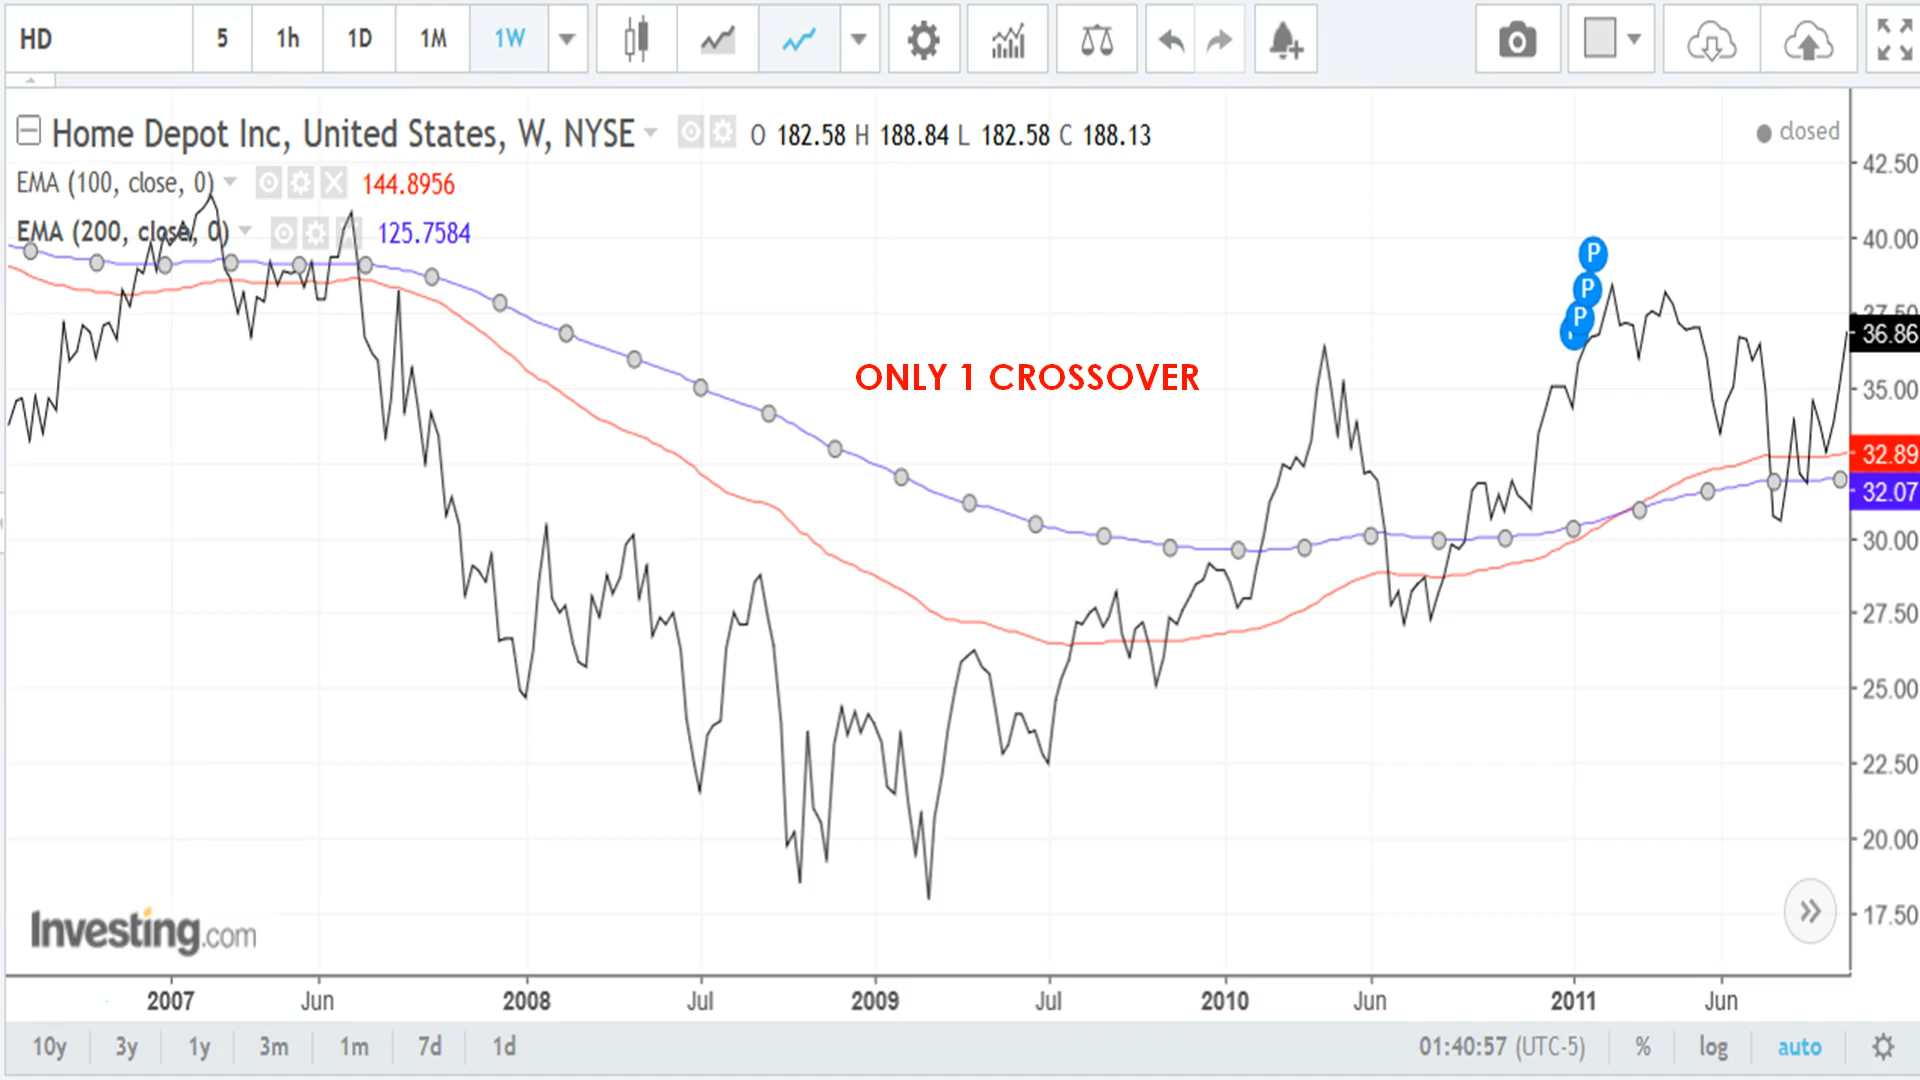 HD 5 1h 1D 1M 1W
Home Depot Inc, United States, W, NYSE O 182.58 H 188.84 L 182.58 C 188.13
closed
EMA (100, close, 0) 144.8956
EMA (200, close, 0) 125.7584
42.50
40.00
37.50
36.86
35.00
32.89
32.07
30.00
27.50
25.00
22.50
20.00
17.50
P
P
P
ONLY 1 CROSSOVER
Investing.com
2007 Jun 2008 Jul 2009 Jul 2010 Jun 2011 Jun
10y 3y 1y 3m 1m 7d 1d 01:40:57 (UTC-5) % log auto